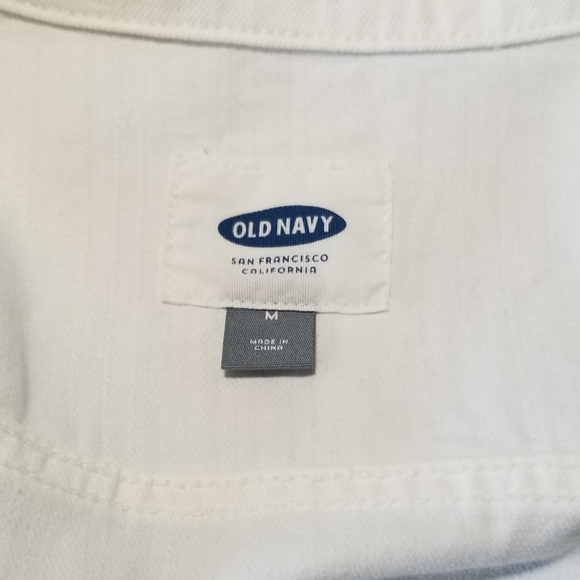 OLD NAVY
SAN FRANCISCO
CALIFORNIA
M
MADE IN
CHINA